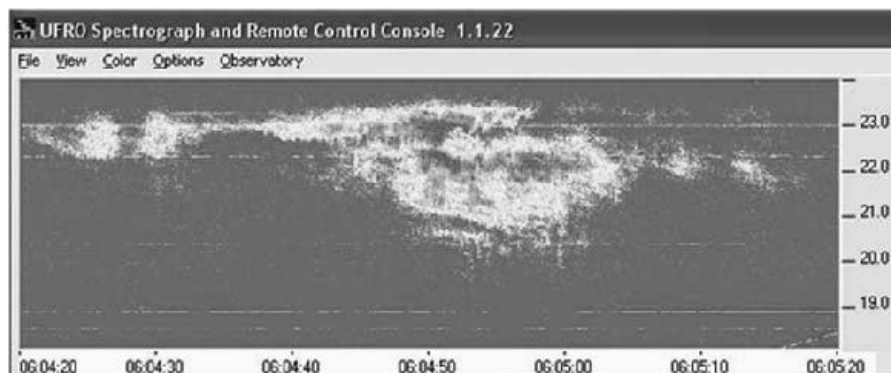 UFRO Spectrograph and Remote Control Console 1.1.22
File View Color Options Observatory
23.0
22.0
21.0
20.0
19.0
06:04:20 06:04:30 06:04:40 06:04:50 06:05:00 06:05:10 06:05:20